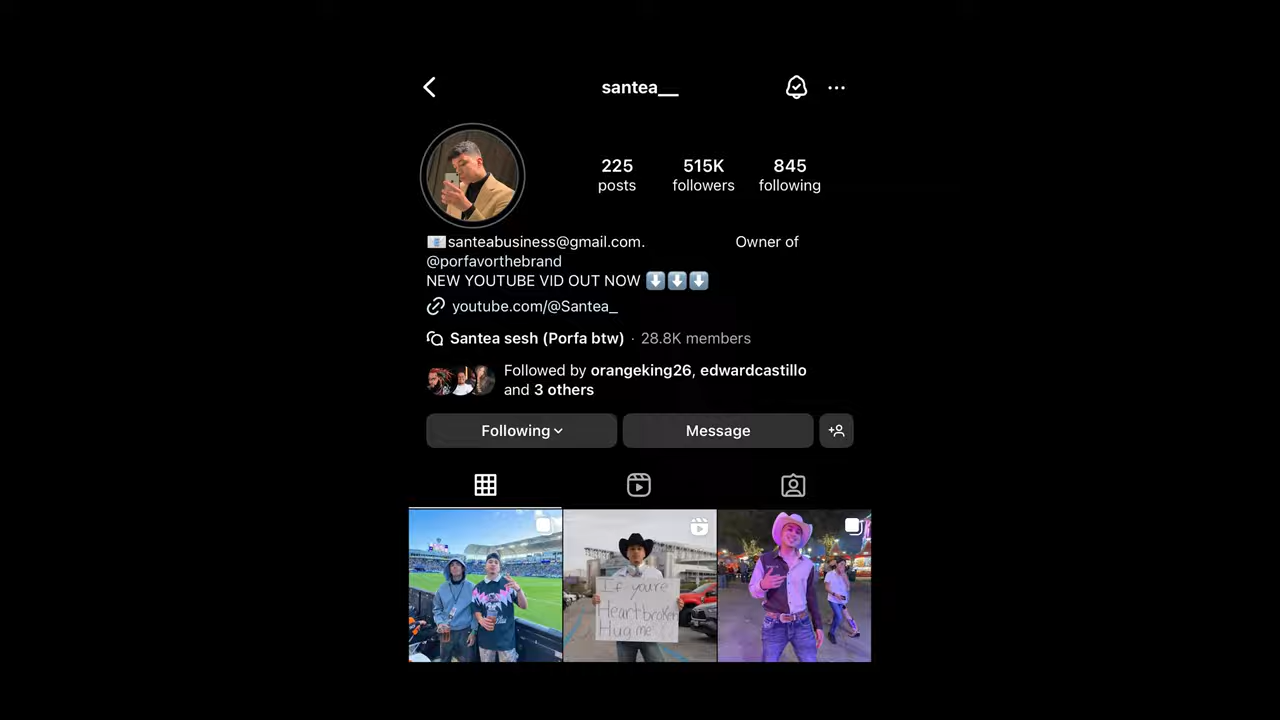 santea__
225 515K 845
posts followers following
santeabusiness@gmail.com. Owner of
@porfavorthebrand
NEW YOUTUBE VID OUT NOW
youtube.com/@Santea_
Santea sesh (Porfa btw) · 28.8K members
Followed by orangeking26, edwardcastillo
and 3 others
Following Message
If you're
Heartbroken
Hug me